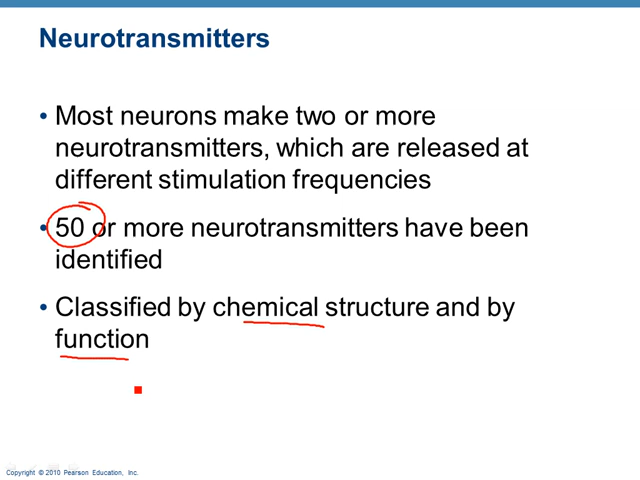 Neurotransmitters
• Most neurons make two or more
neurotransmitters, which are released at
different stimulation frequencies
• 50 or more neurotransmitters have been
identified
• Classified by chemical structure and by
function
Copyright © 2010 Pearson Education, Inc.